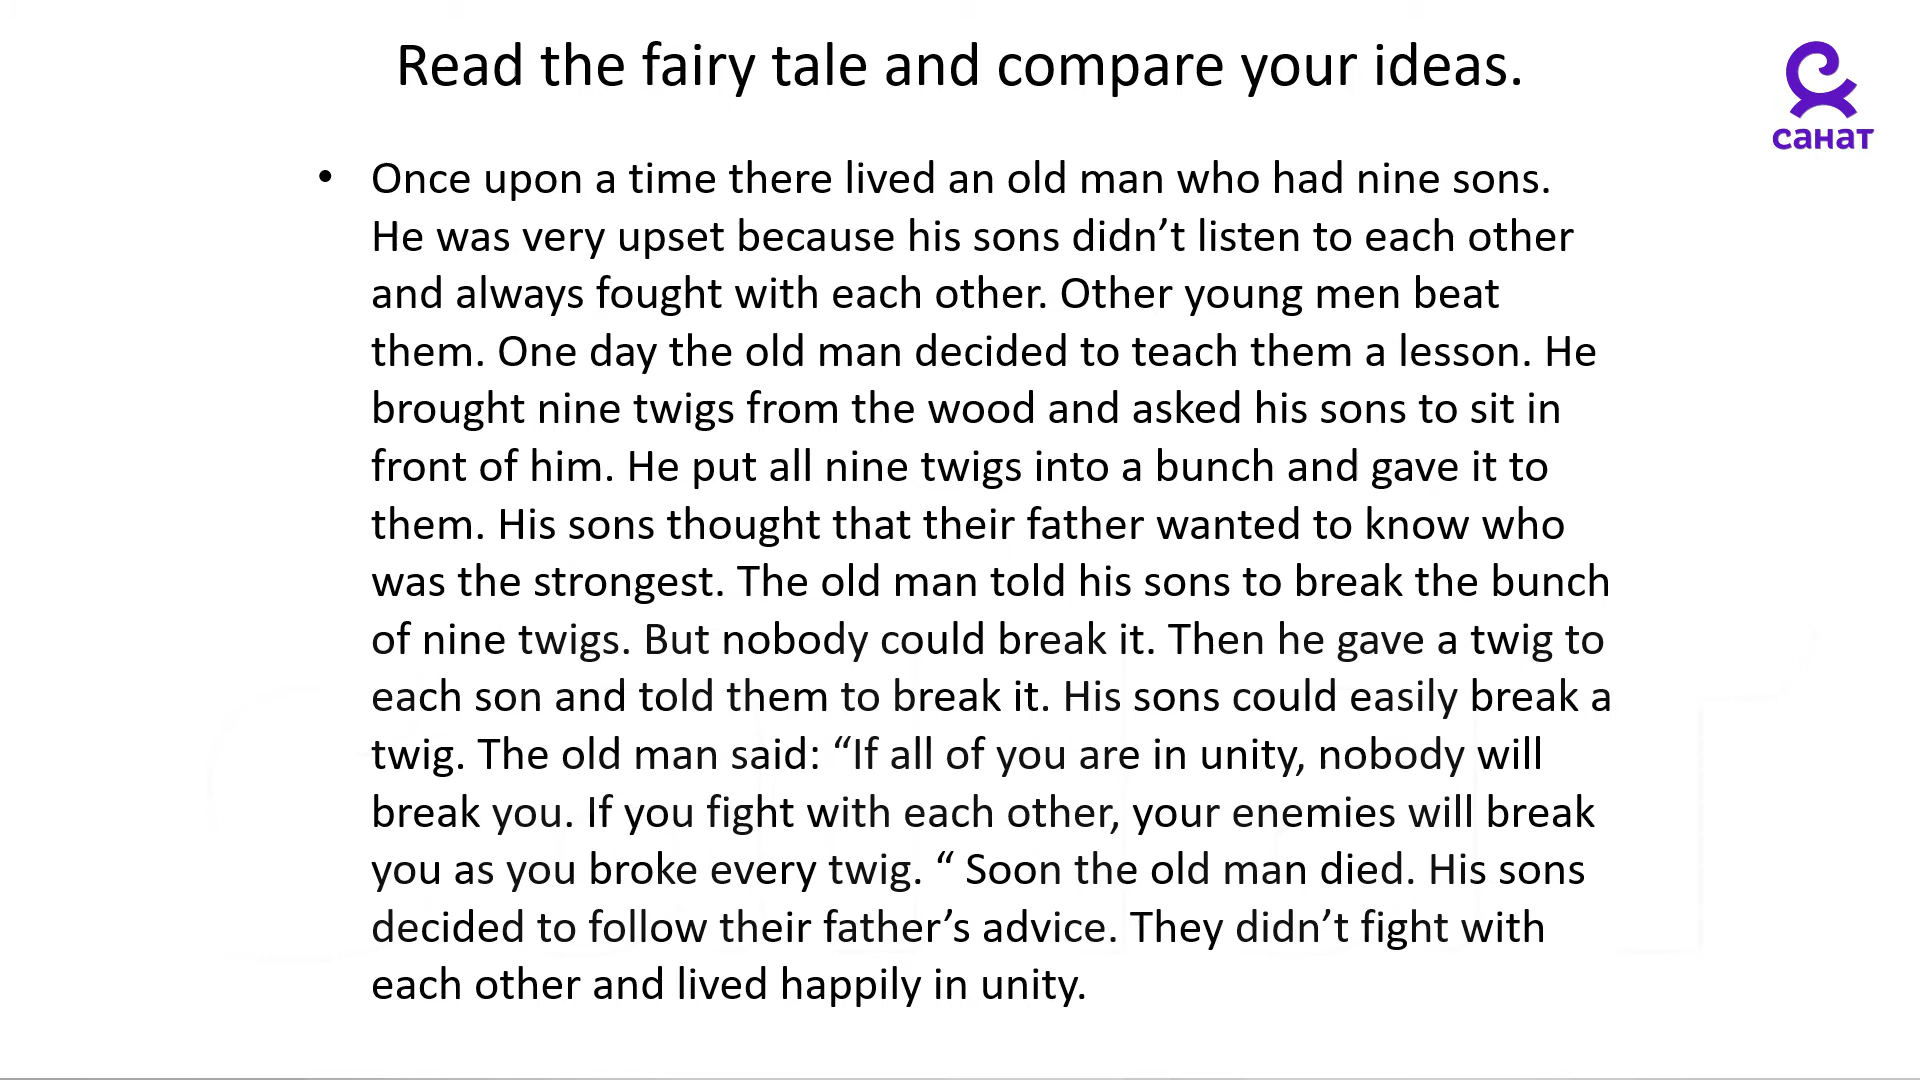 Read the fairy tale and compare your ideas.
санат
• Once upon a time there lived an old man who had nine sons.
He was very upset because his sons didn’t listen to each other
and always fought with each other. Other young men beat
them. One day the old man decided to teach them a lesson. He
brought nine twigs from the wood and asked his sons to sit in
front of him. He put all nine twigs into a bunch and gave it to
them. His sons thought that their father wanted to know who
was the strongest. The old man told his sons to break the bunch
of nine twigs. But nobody could break it. Then he gave a twig to
each son and told them to break it. His sons could easily break a
twig. The old man said: “If all of you are in unity, nobody will
break you. If you fight with each other, your enemies will break
you as you broke every twig. “ Soon the old man died. His sons
decided to follow their father’s advice. They didn’t fight with
each other and lived happily in unity.